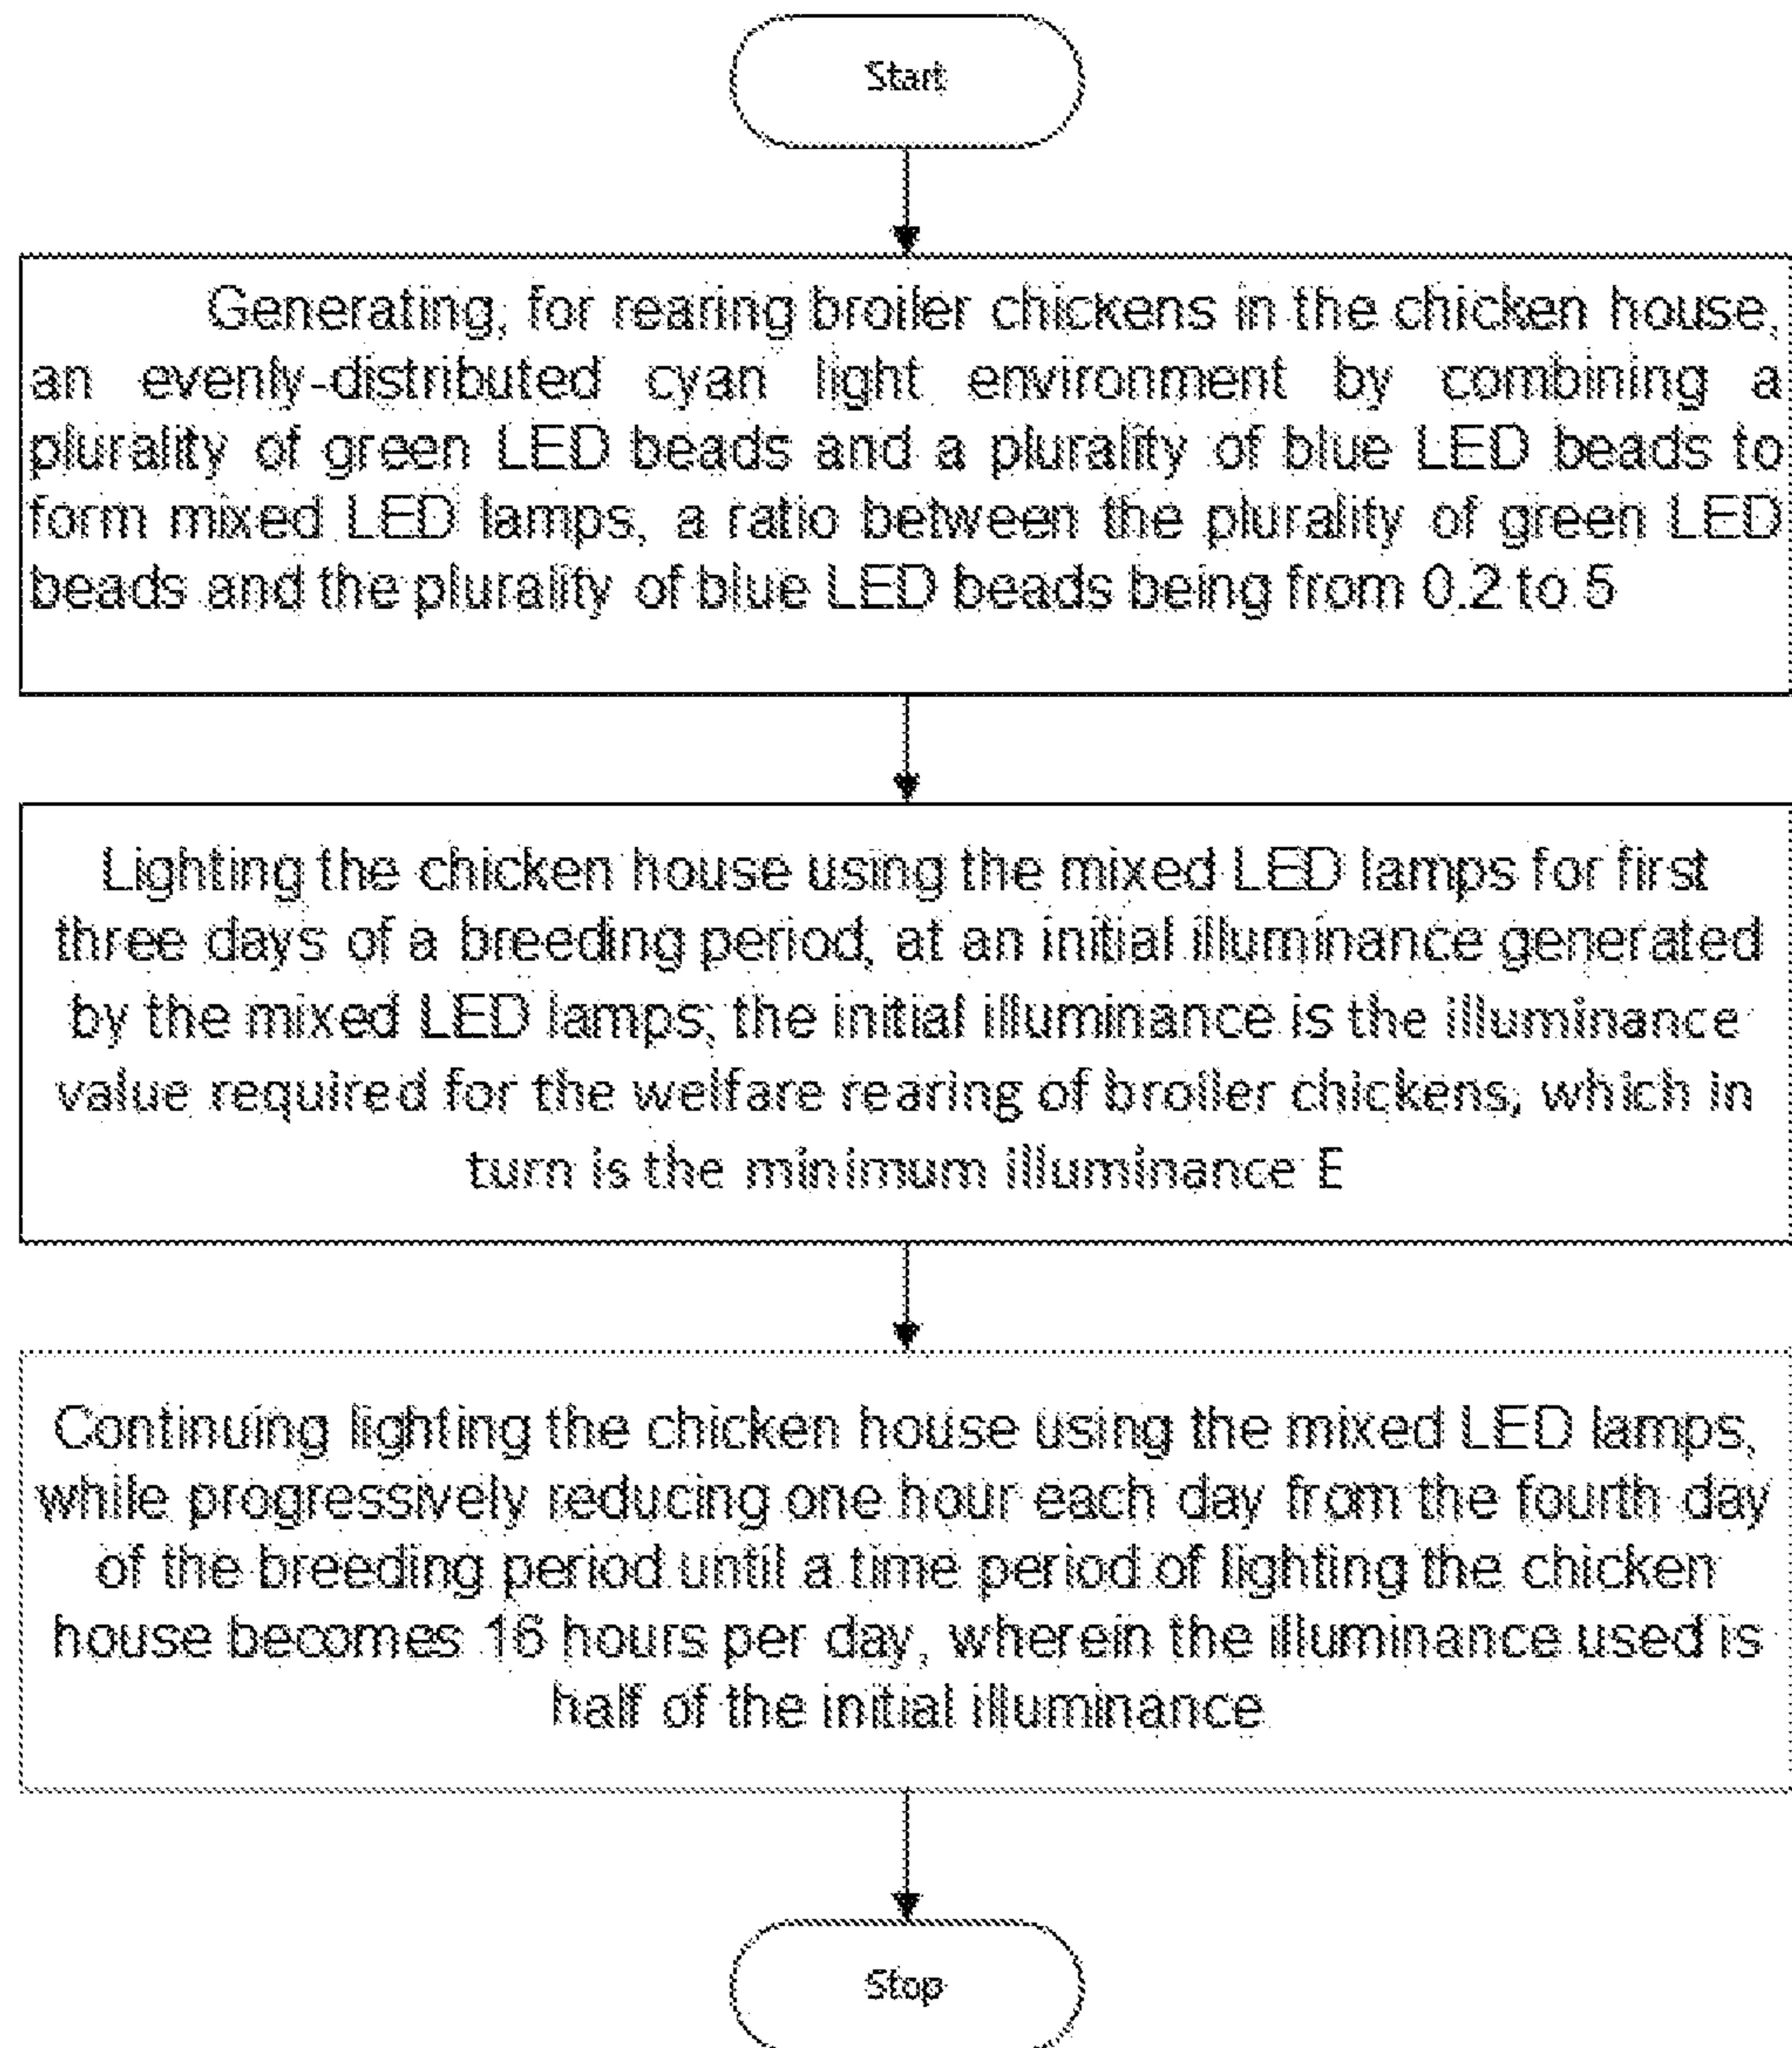 Start
Generating, for rearing broiler chickens in the chicken house,
an evenly-distributed cyan light environment by combining a
plurality of green LED beads and a plurality of blue LED beads to
form mixed LED lamps, a ratio between the plurality of green LED
beads and the plurality of blue LED beads being from 0.2 to 5
Lighting the chicken house using the mixed LED lamps for first
three days of a breeding period, at an initial illuminance generated
by the mixed LED lamps; the initial illuminance is the illuminance
value required for the welfare rearing of broiler chickens, which in
turn is the minimum illuminance E
Continuing lighting the chicken house using the mixed LED lamps,
while progressively reducing one hour each day from the fourth day
of the breeding period until a time period of lighting the chicken
house becomes 16 hours per day, wherein the illuminance used is
half of the initial illuminance
Stop